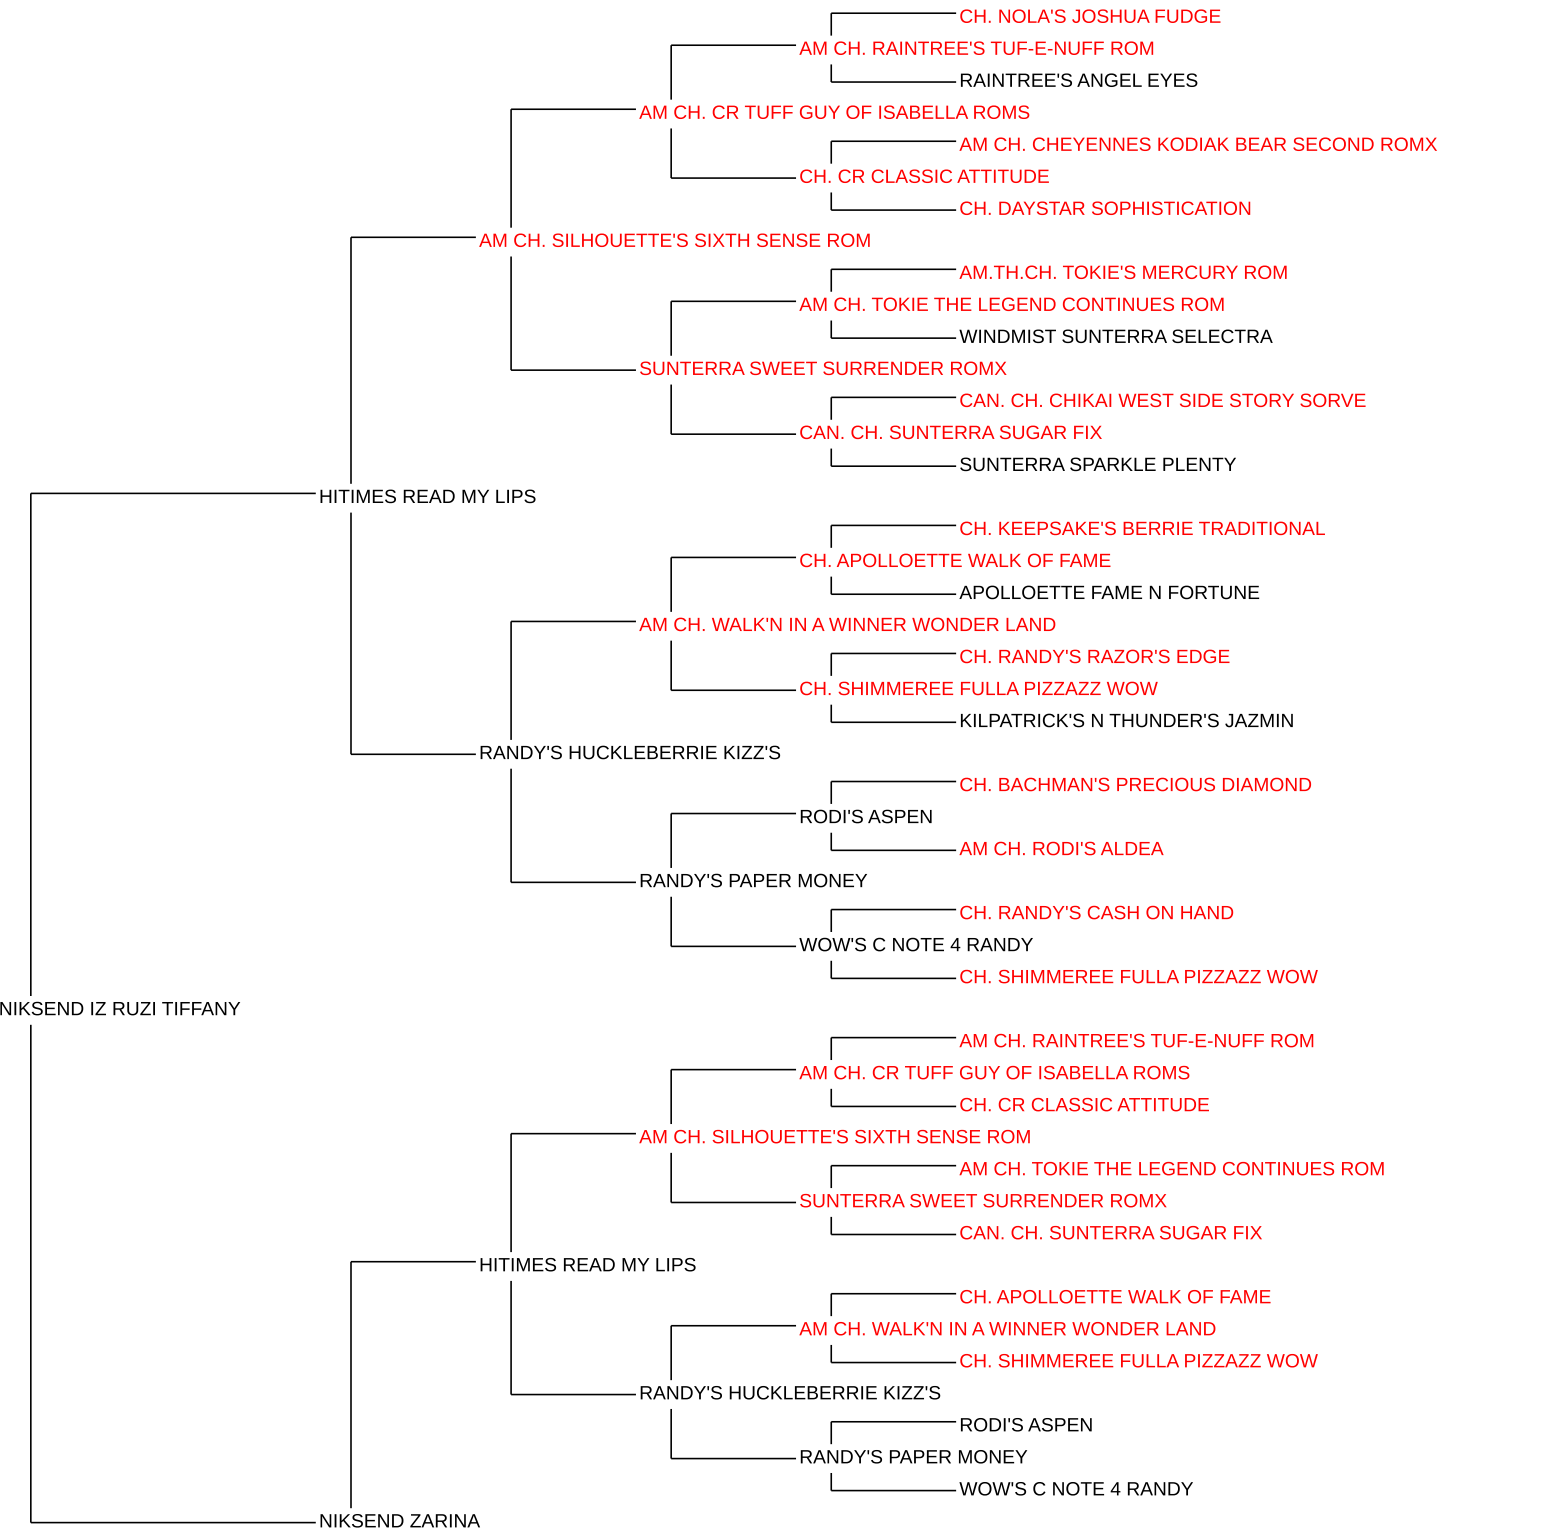 CH. NOLA'S JOSHUA FUDGE
AM CH. RAINTREE'S TUF-E-NUFF ROM
RAINTREE'S ANGEL EYES
AM CH. CR TUFF GUY OF ISABELLA ROMS
AM CH. CHEYENNES KODIAK BEAR SECOND ROMX
CH. CR CLASSIC ATTITUDE
CH. DAYSTAR SOPHISTICATION
AM CH. SILHOUETTE'S SIXTH SENSE ROM
AM.TH.CH. TOKIE'S MERCURY ROM
AM CH. TOKIE THE LEGEND CONTINUES ROM
WINDMIST SUNTERRA SELECTRA
SUNTERRA SWEET SURRENDER ROMX
CAN. CH. CHIKAI WEST SIDE STORY SORVE
CAN. CH. SUNTERRA SUGAR FIX
SUNTERRA SPARKLE PLENTY
HITIMES READ MY LIPS
CH. KEEPSAKE'S BERRIE TRADITIONAL
CH. APOLLOETTE WALK OF FAME
APOLLOETTE FAME N FORTUNE
AM CH. WALK'N IN A WINNER WONDER LAND
CH. RANDY'S RAZOR'S EDGE
CH. SHIMMEREE FULLA PIZZAZZ WOW
KILPATRICK'S N THUNDER'S JAZMIN
RANDY'S HUCKLEBERRIE KIZZ'S
CH. BACHMAN'S PRECIOUS DIAMOND
RODI'S ASPEN
AM CH. RODI'S ALDEA
RANDY'S PAPER MONEY
CH. RANDY'S CASH ON HAND
WOW'S C NOTE 4 RANDY
CH. SHIMMEREE FULLA PIZZAZZ WOW
NIKSEND IZ RUZI TIFFANY
AM CH. RAINTREE'S TUF-E-NUFF ROM
AM CH. CR TUFF GUY OF ISABELLA ROMS
CH. CR CLASSIC ATTITUDE
AM CH. SILHOUETTE'S SIXTH SENSE ROM
AM CH. TOKIE THE LEGEND CONTINUES ROM
SUNTERRA SWEET SURRENDER ROMX
CAN. CH. SUNTERRA SUGAR FIX
HITIMES READ MY LIPS
CH. APOLLOETTE WALK OF FAME
AM CH. WALK'N IN A WINNER WONDER LAND
CH. SHIMMEREE FULLA PIZZAZZ WOW
RANDY'S HUCKLEBERRIE KIZZ'S
RODI'S ASPEN
RANDY'S PAPER MONEY
WOW'S C NOTE 4 RANDY
NIKSEND ZARINA